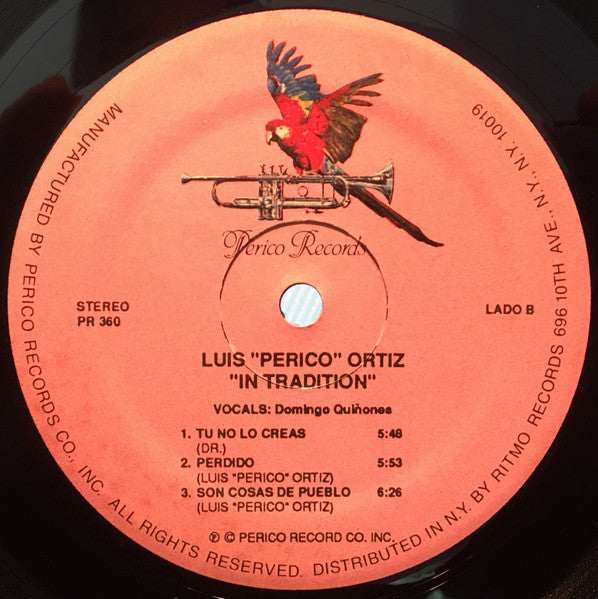 Perico Records
STEREO
PR 360
LADO B
LUIS "PERICO" ORTIZ
"IN TRADITION"
VOCALS: Domingo Quiñones
1. TU NO LO CREAS 5:48
(DR.)
2. PERDIDO 5:53
(LUIS "PERICO" ORTIZ)
3. SON COSAS DE PUEBLO 6:26
(LUIS "PERICO" ORTIZ)
℗ © PERICO RECORD CO. INC.
MANUFACTURED BY PERICO RECORDS CO., INC. ALL RIGHTS RESERVED. DISTRIBUTED IN N.Y. BY RITMO RECORDS 696 10TH AVE., N.Y., N.Y. 10019